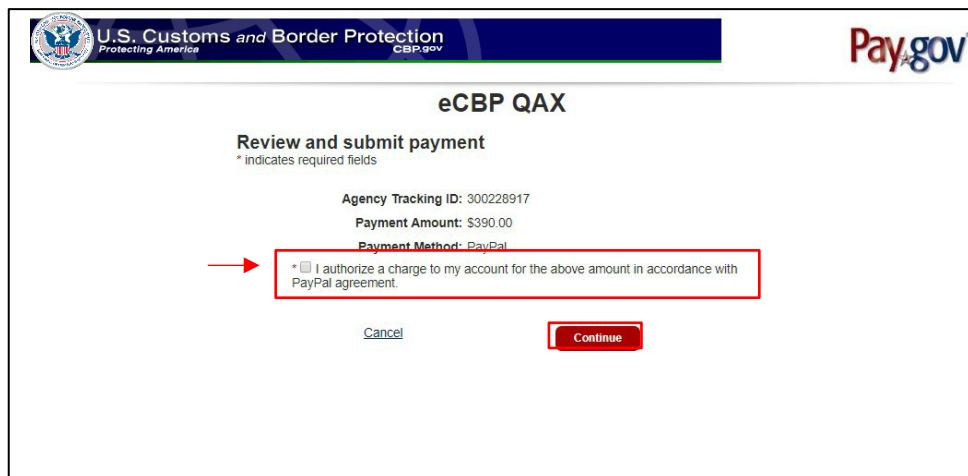 U.S. Customs and Border Protection
Protecting America
CBP.gov
Pay.gov
eCBP QAX
Review and submit payment
* indicates required fields
Agency Tracking ID: 300228917
Payment Amount: $390.00
Payment Method: PayPal
* I authorize a charge to my account for the above amount in accordance with
PayPal agreement.
Cancel
Continue